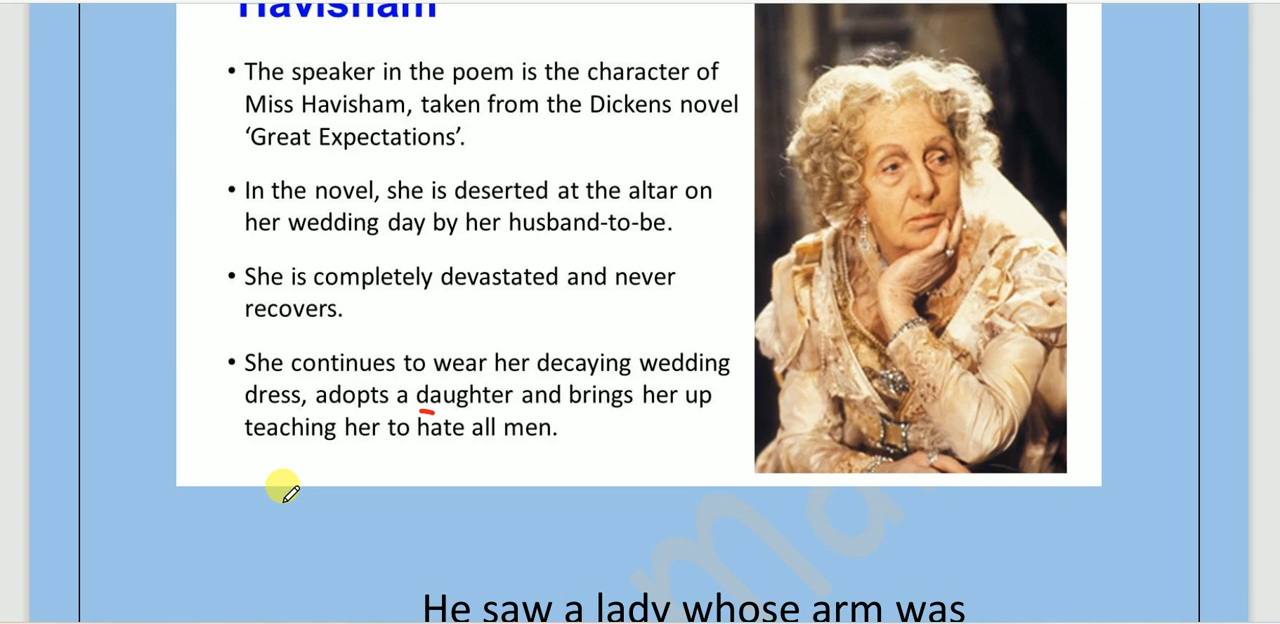 Havisham
• The speaker in the poem is the character of
Miss Havisham, taken from the Dickens novel
‘Great Expectations’.
• In the novel, she is deserted at the altar on
her wedding day by her husband-to-be.
• She is completely devastated and never
recovers.
• She continues to wear her decaying wedding
dress, adopts a daughter and brings her up
teaching her to hate all men.
He saw a lady whose arm was